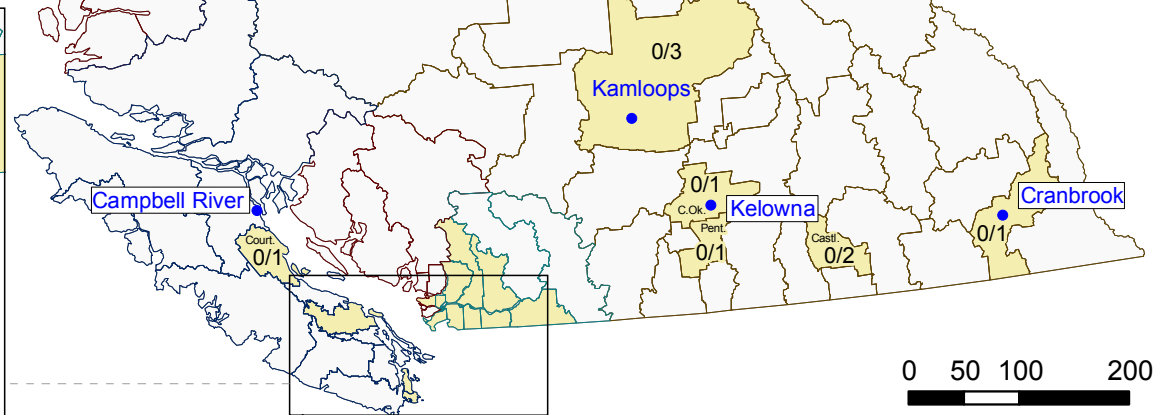 0/3
Kamloops
0/1
C.Ok.
Kelowna
Cranbrook
Campbell River
Pent.
0/1
Court.
0/1
Castl.
0/2
0/1
0 50 100 200